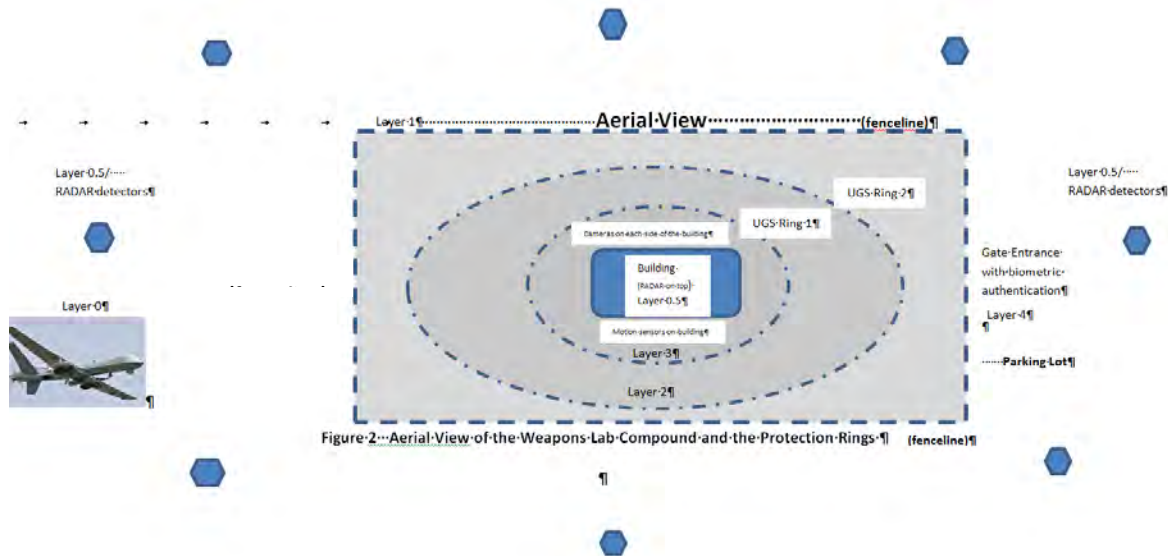 Layer·1¶
Aerial·View
(fenceline)¶
Layer·0.5/·····
RADAR·detectors¶
Layer·0.5/·····
RADAR·detectors¶
UGS·Ring·2¶
UGS·Ring·1¶
Cameras·on·each·side·of·the·building¶
Building·
(RADAR·on·top)·
Layer·0.5¶
Gate·Entrance·
with·biometric·
authentication¶
Layer·0¶
Layer·4¶
¶
Motion·sensors·on·building¶
Layer·3¶
······Parking·Lot¶
Layer·2¶
¶
Figure·2···Aerial·View·of·the·Weapons·Lab·Compound·and·the·Protection·Rings·¶
(fenceline)¶
¶